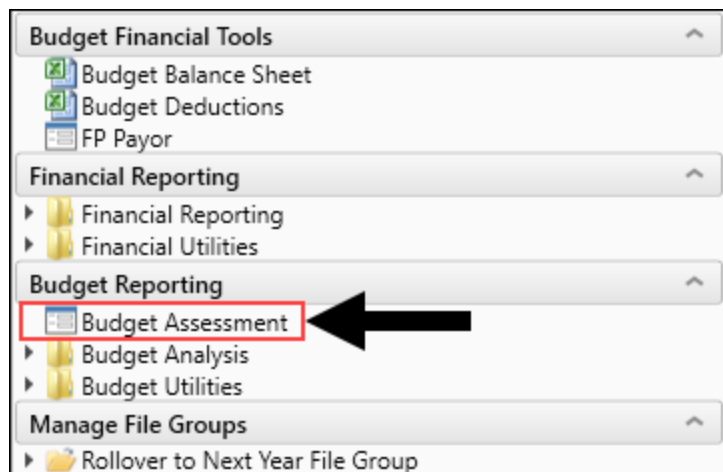 Budget Financial Tools
Budget Balance Sheet
Budget Deductions
FP Payor
Financial Reporting
Financial Reporting
Financial Utilities
Budget Reporting
Budget Assessment
Budget Analysis
Budget Utilities
Manage File Groups
Rollover to Next Year File Group